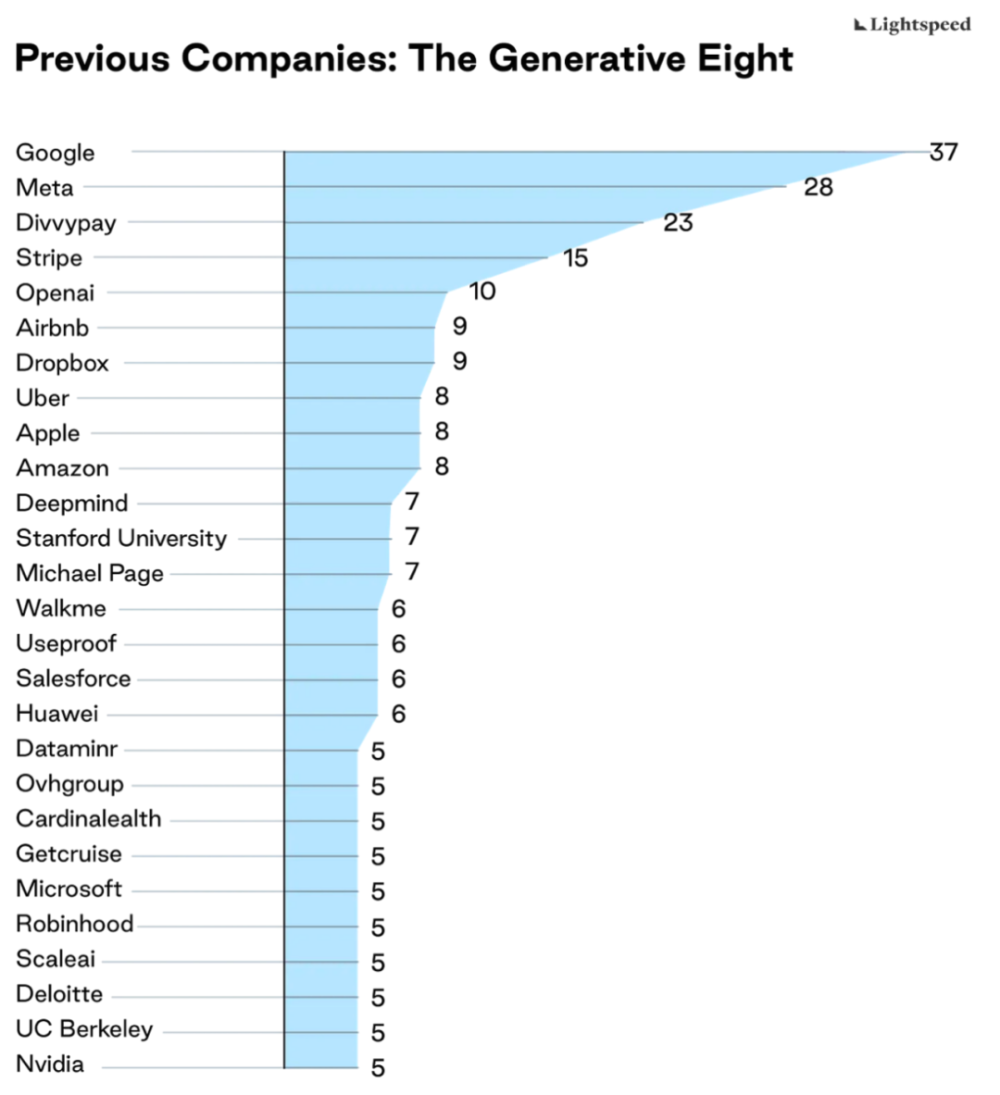 Lightspeed
Previous Companies: The Generative Eight
Google 37
Meta 28
Divvypay 23
Stripe 15
Openai 10
Airbnb 9
Dropbox 9
Uber 8
Apple 8
Amazon 8
Deepmind 7
Stanford University 7
Michael Page 7
Walkme 6
Useproof 6
Salesforce 6
Huawei 6
Dataminr 5
Ovhgroup 5
Cardinalealth 5
Getcruise 5
Microsoft 5
Robinhood 5
Scaleai 5
Deloitte 5
UC Berkeley 5
Nvidia 5